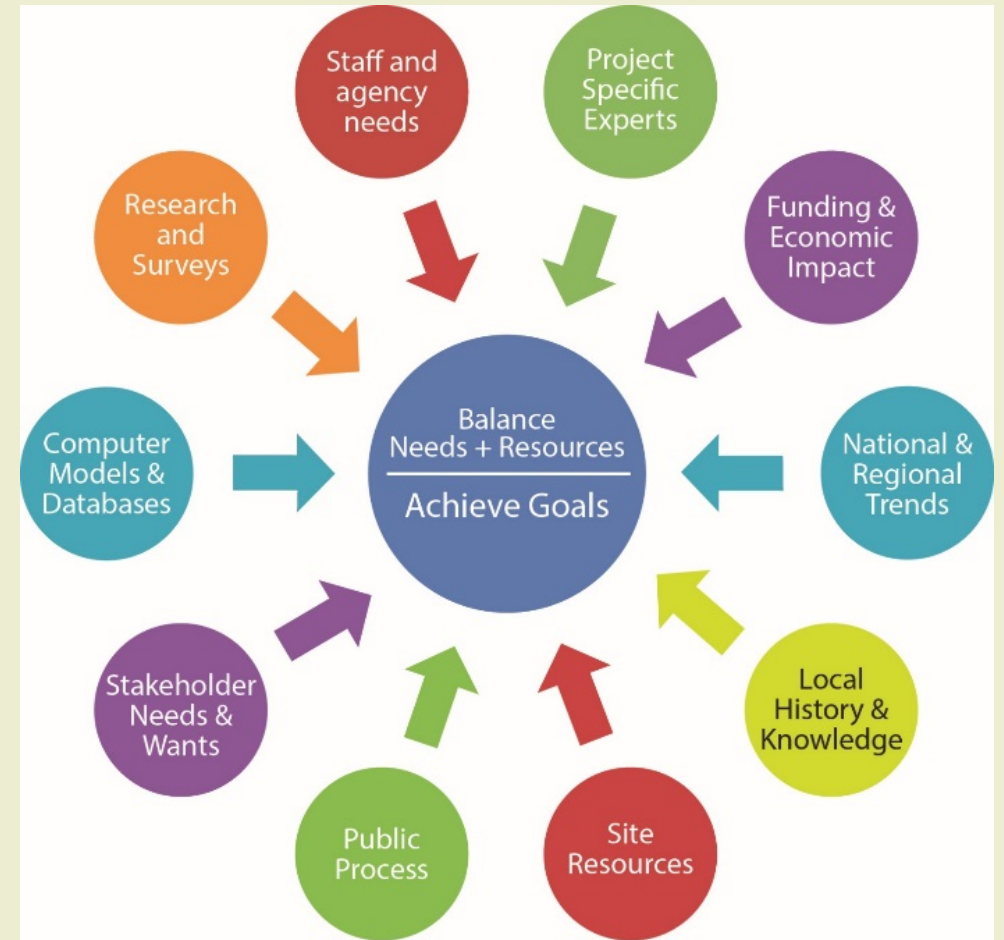 Staff and
agency
needs
Project
Specific
Experts
Research
and
Surveys
Funding &
Economic
Impact
Computer
Models &
Databases
Balance
Needs + Resources
Achieve Goals
National &
Regional
Trends
Stakeholder
Needs &
Wants
Local
History &
Knowledge
Public
Process
Site
Resources